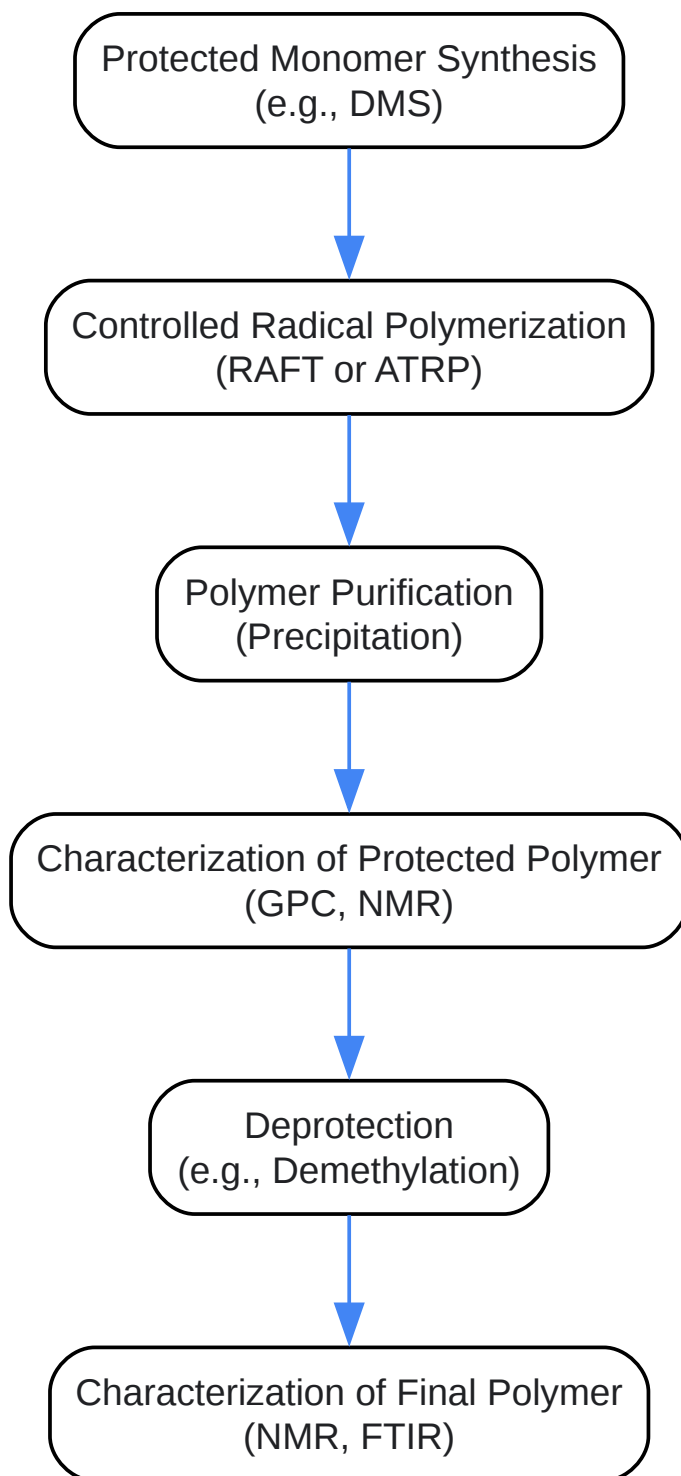 Protected Monomer Synthesis
(e.g., DMS)
Controlled Radical Polymerization
(RAFT or ATRP)
Polymer Purification
(Precipitation)
Characterization of Protected Polymer
(GPC, NMR)
Deprotection
(e.g., Demethylation)
Characterization of Final Polymer
(NMR, FTIR)